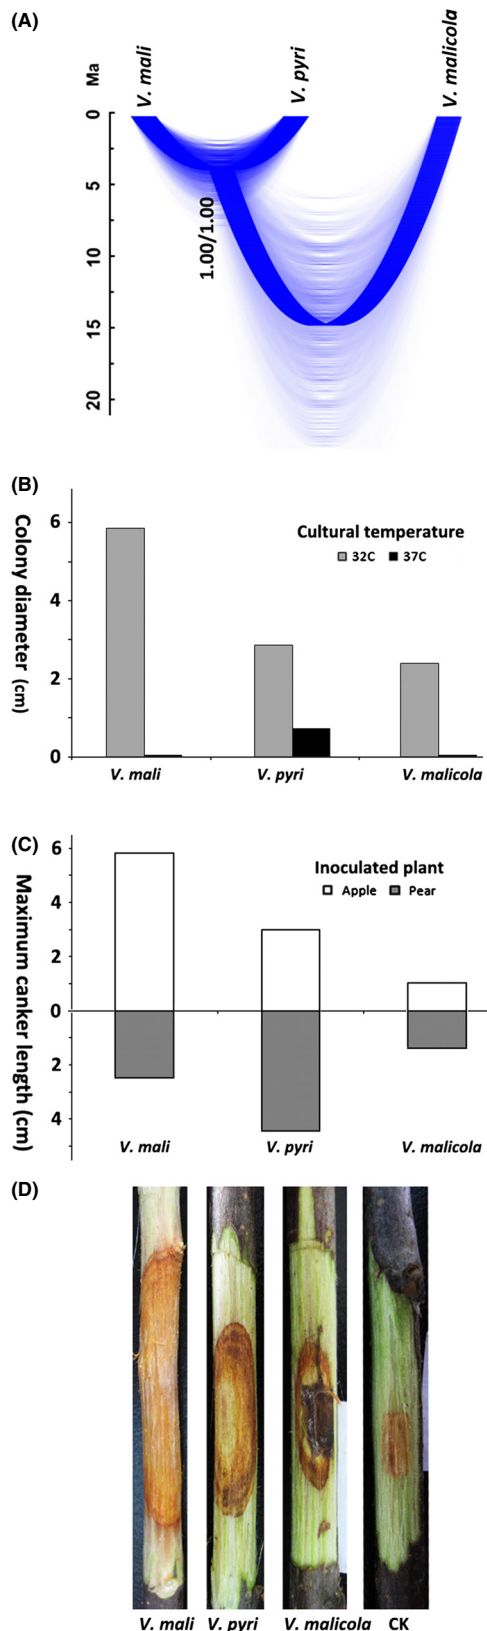 (A)
V. mali
V. pyri
V. malicola
Ma
0
5
10
15
20
1.00/1.00
(B)
Colony diameter (cm)
6
4
2
0
Cultural temperature
32C 37C
V. mali V. pyri V. malicola
(C)
Maximum canker length (cm)
6
4
2
0
2
4
Inoculated plant
Apple Pear
V. mali V. pyri V. malicola
(D)
V. mali V. pyri V. malicola CK